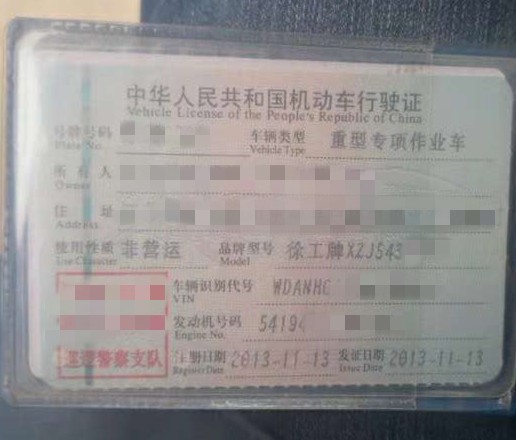 中华人民共和国机动车行驶证
Vehicle License of the People's Republic of China
号牌号码 车辆类型 重型专项作业车
Plate No. Vehicle Type
所有人
Owner
住址
Address
使用性质 非营运 品牌型号 徐工牌XZJ543
Use Character Model
车辆识别代号 WDANHC
VIN
发动机号码 54194
Engine No.
警察支队
注册日期 2013-11-13 发证日期 2013-11-13
Register Date Issue Date